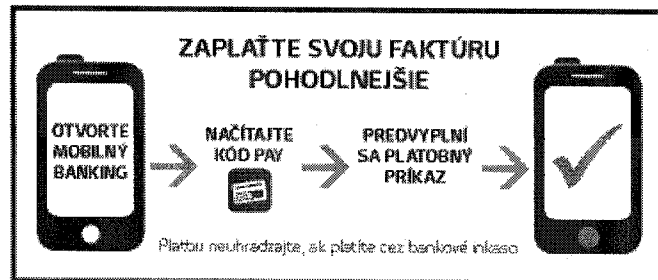 ZAPLAŤTE SVOJU FAKTÚRU
POHODLNEJŠIE
OTVORTE
MOBILNÝ
BANKING
NAČÍTAJTE
KÓD PAY
PREDVYPLNÍ
SA PLATOBNÝ
PRÍKAZ
Platbu neuhradzajte, ak platíte cez bankové inkaso